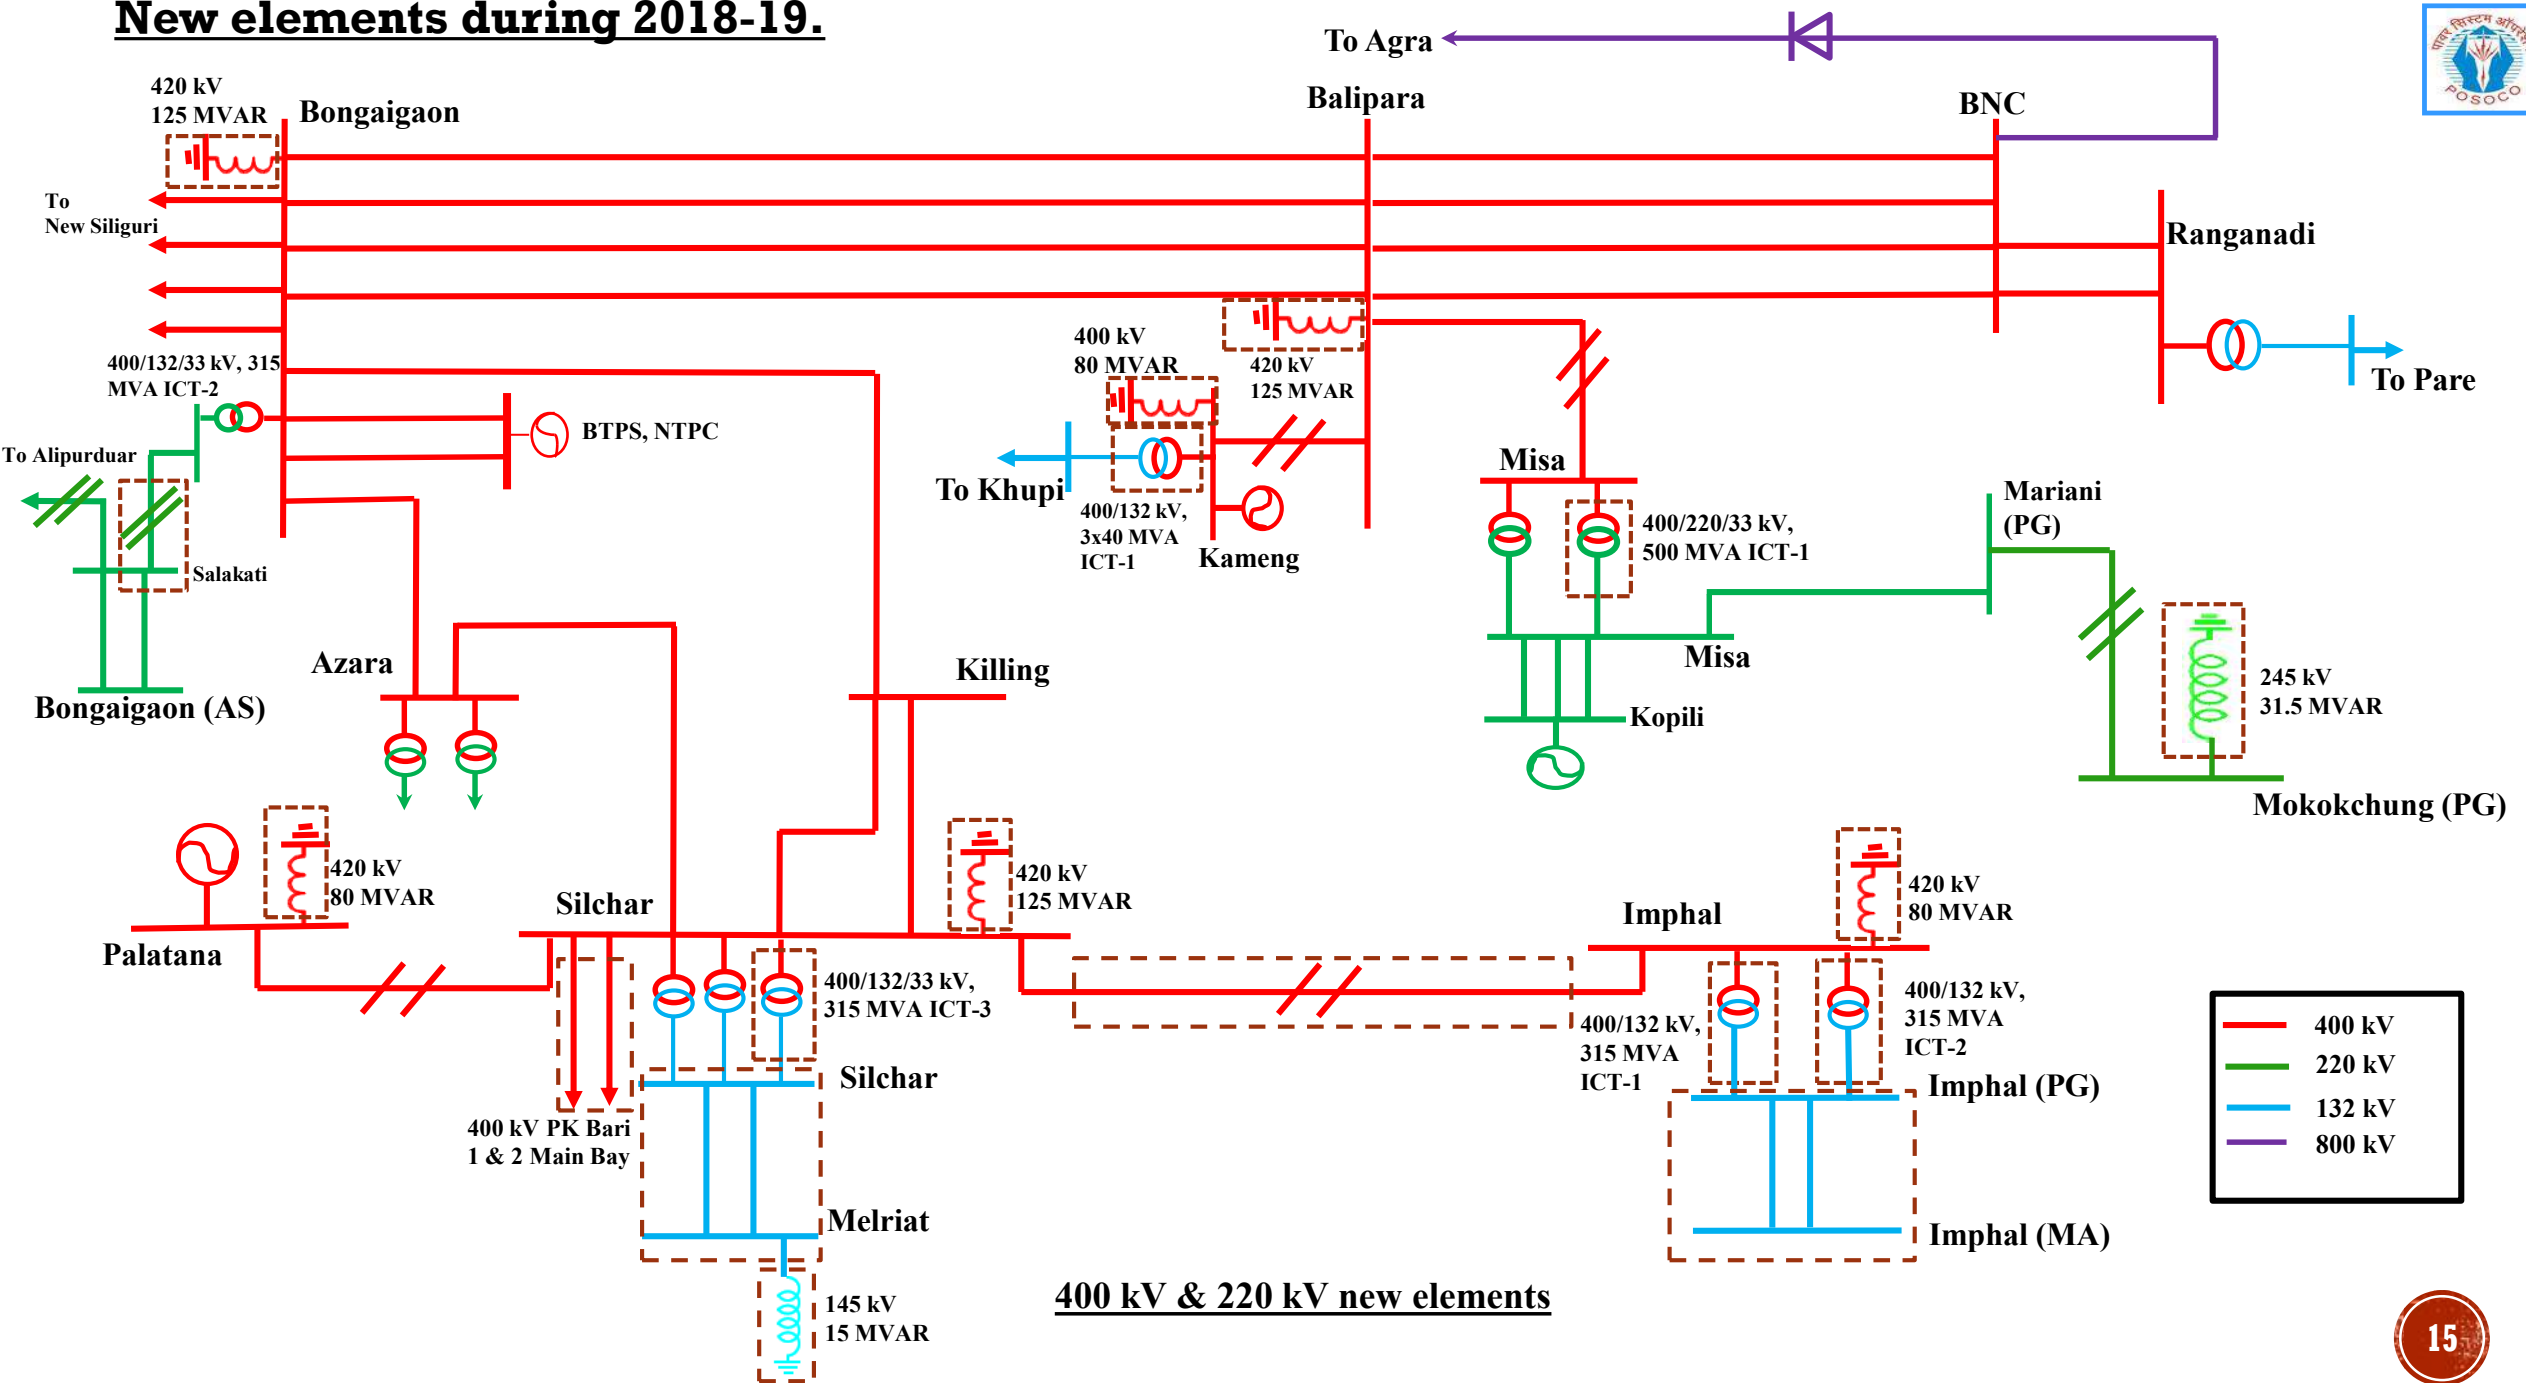 New elements during 2018-19.
To Agra
पावर सिस्टम ऑपरेश
POSOCO
420 kV
125 MVAR
Bongaigaon
Balipara
BNC
To
New Siliguri
Ranganadi
400/132/33 kV, 315
MVA ICT-2
400 kV
80 MVAR
420 kV
125 MVAR
To Pare
BTPS, NTPC
To Alipurduar
Misa
To Khupi
400/132 kV,
3x40 MVA
ICT-1
Kameng
400/220/33 kV,
500 MVA ICT-1
Mariani
(PG)
Salakati
Azara
Killing
Misa
Bongaigaon (AS)
Kopili
245 kV
31.5 MVAR
Mokokchung (PG)
420 kV
80 MVAR
Silchar
420 kV
125 MVAR
Imphal
420 kV
80 MVAR
Palatana
400/132/33 kV,
315 MVA ICT-3
400/132 kV,
315 MVA
ICT-1
400/132 kV,
315 MVA
ICT-2
400 kV
220 kV
132 kV
800 kV
Silchar
Imphal (PG)
400 kV PK Bari
1 & 2 Main Bay
Melriat
Imphal (MA)
145 kV
15 MVAR
400 kV & 220 kV new elements
15